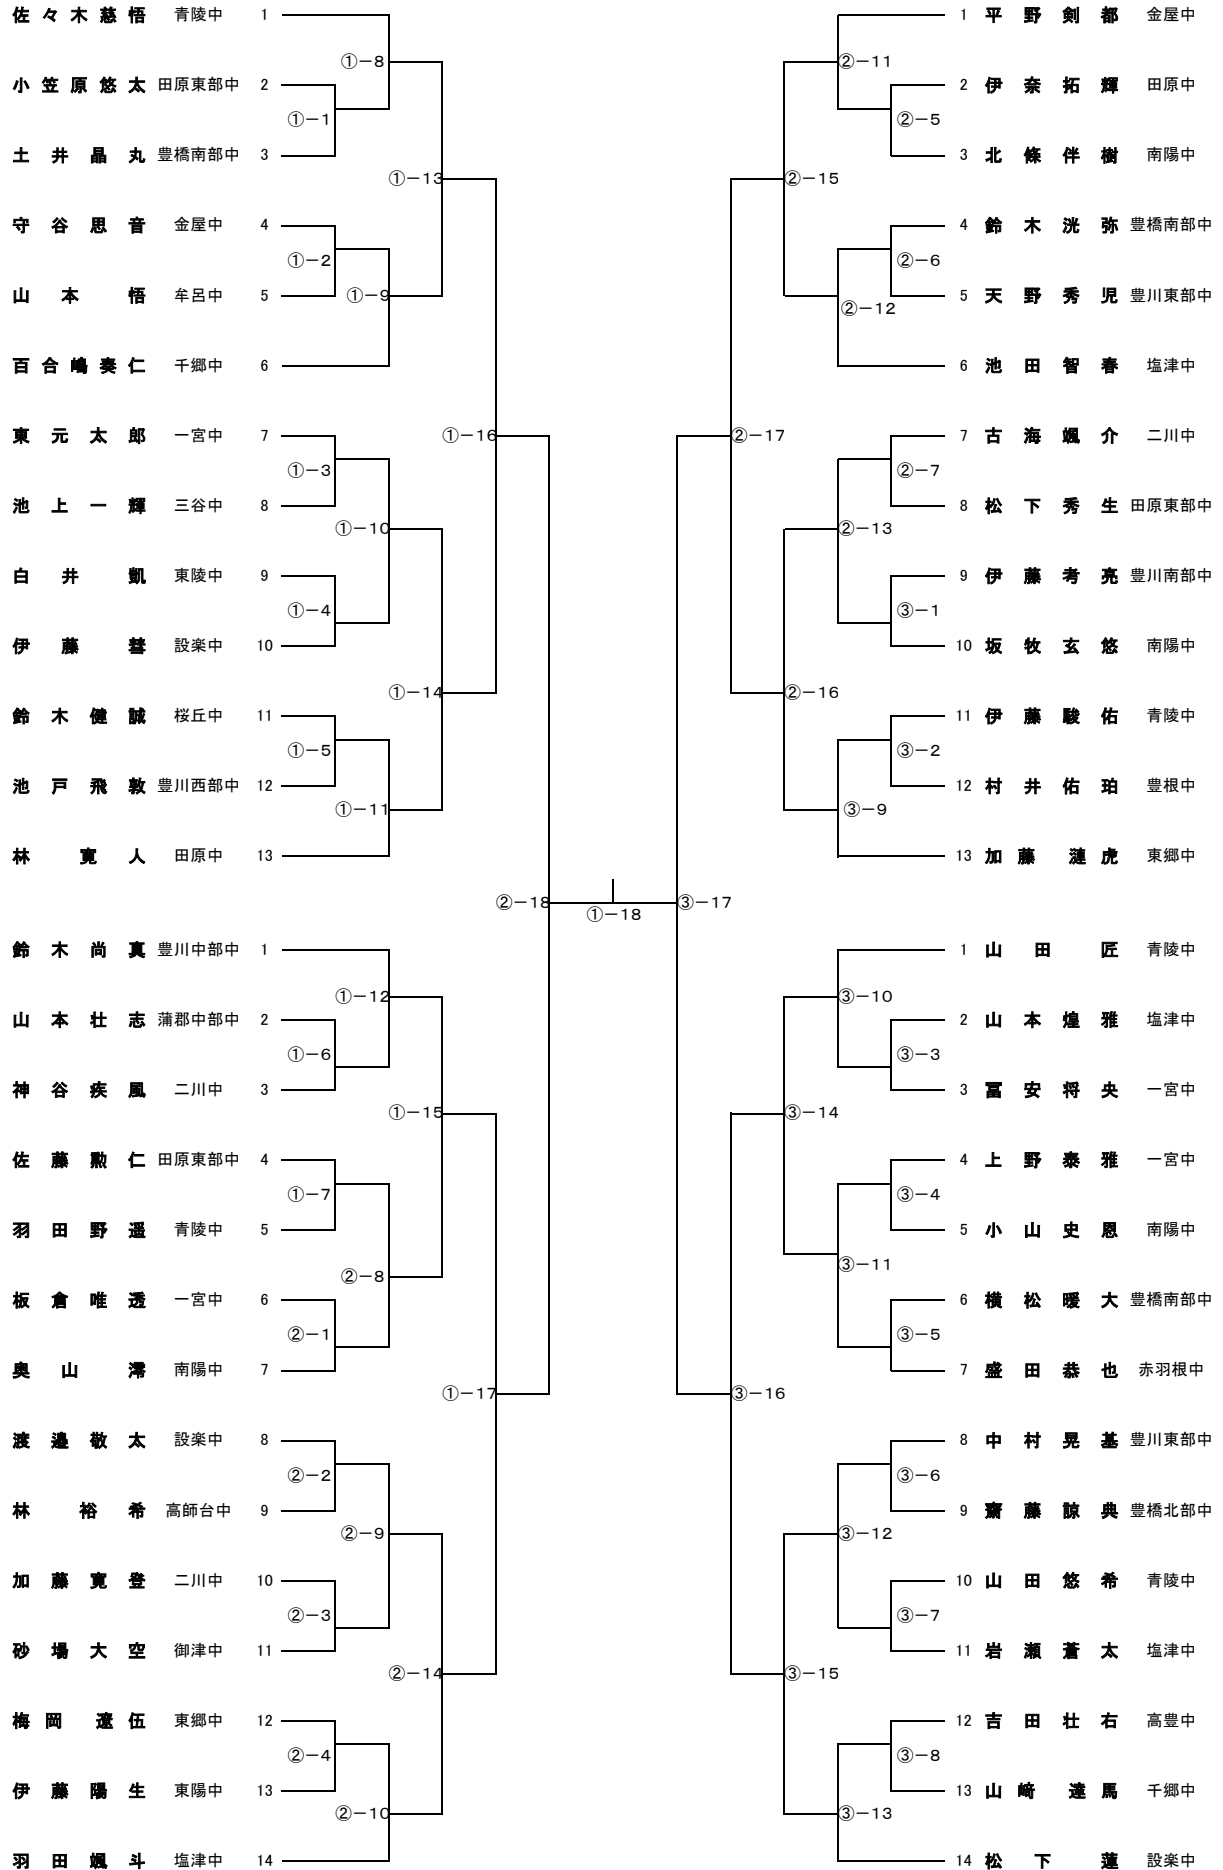 佐々木慈悟 青陵中 1
①－8
小笠原悠太 田原東部中 2
①－1
土井晶丸 豊橋南部中 3
①－13
守谷思音 金屋中 4
①－2
山本悟 牟呂中 5
①－9
百合嶋奏仁 千郷中 6
東元太郎 一宮中 7
①－16
①－3
池上一輝 三谷中 8
①－10
白井凱 東陵中 9
①－4
伊藤彗 設楽中 10
①－14
鈴木健誠 桜丘中 11
①－5
池戸飛敦 豊川西部中 12
①－11
林寛人 田原中 13
②－18
①－18
鈴木尚真 豊川中部中 1
①－12
山本壮志 蒲郡中部中 2
①－6
神谷疾風 二川中 3
①－15
佐藤勲仁 田原東部中 4
①－7
羽田野遥 青陵中 5
②－8
板倉唯透 一宮中 6
②－1
奥山澪 南陽中 7
①－17
渡邉敬太 設楽中 8
②－2
林裕希 高師台中 9
②－9
加藤寛登 二川中 10
②－3
砂場大空 御津中 11
②－14
梅岡遼伍 東郷中 12
②－4
伊藤陽生 東陽中 13
②－10
羽田颯斗 塩津中 14
1 平野剣都 金屋中
②－11
2 伊奈拓輝 田原中
②－5
3 北條伴樹 南陽中
②－15
4 鈴木洸弥 豊橋南部中
②－6
5 天野秀児 豊川東部中
②－12
6 池田智春 塩津中
7 古海颯介 二川中
②－17
②－7
8 松下秀生 田原東部中
②－13
9 伊藤考亮 豊川南部中
③－1
10 坂牧玄悠 南陽中
②－16
11 伊藤駿佑 青陵中
③－2
12 村井佑珀 豊根中
③－9
13 加藤漣虎 東郷中
③－17
1 山田匠 青陵中
③－10
2 山本煌雅 塩津中
③－3
3 冨安将央 一宮中
③－14
4 上野泰雅 一宮中
③－4
5 小山史恩 南陽中
③－11
6 横松暖大 豊橋南部中
③－5
7 盛田恭也 赤羽根中
③－16
8 中村晃基 豊川東部中
③－6
9 齋藤諒典 豊橋北部中
③－12
10 山田悠希 青陵中
③－7
11 岩瀬蒼太 塩津中
③－15
12 吉田壮右 高豊中
③－8
13 山﨑達馬 千郷中
③－13
14 松下蓮 設楽中